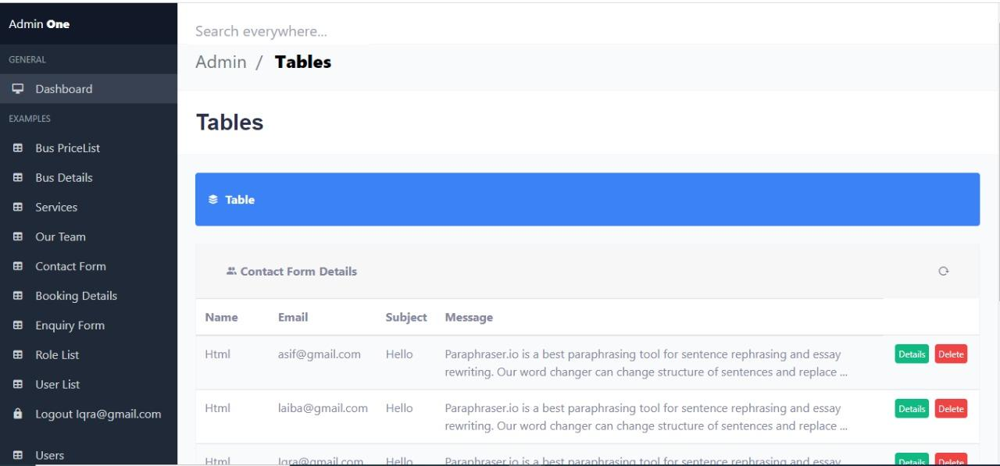 Admin One
GENERAL
Dashboard
EXAMPLES
Bus PriceList
Bus Details
Services
Our Team
Contact Form
Booking Details
Enquiry Form
Role List
User List
Logout Iqra@gmail.com
Users
Search everywhere...
Admin / Tables
Tables
Table
Contact Form Details
Name Email Subject Message
Html asif@gmail.com Hello Paraphraser.io is a best paraphrasing tool for sentence rephrasing and essay Details Delete
rewriting. Our word changer can change structure of sentences and replace ...
Html laiba@gmail.com Hello Paraphraser.io is a best paraphrasing tool for sentence rephrasing and essay Details Delete
rewriting. Our word changer can change structure of sentences and replace ...
Html Iqra@gmail.com Hello Paraphraser.io is a best paraphrasing tool for sentence rephrasing and essay Details Delete